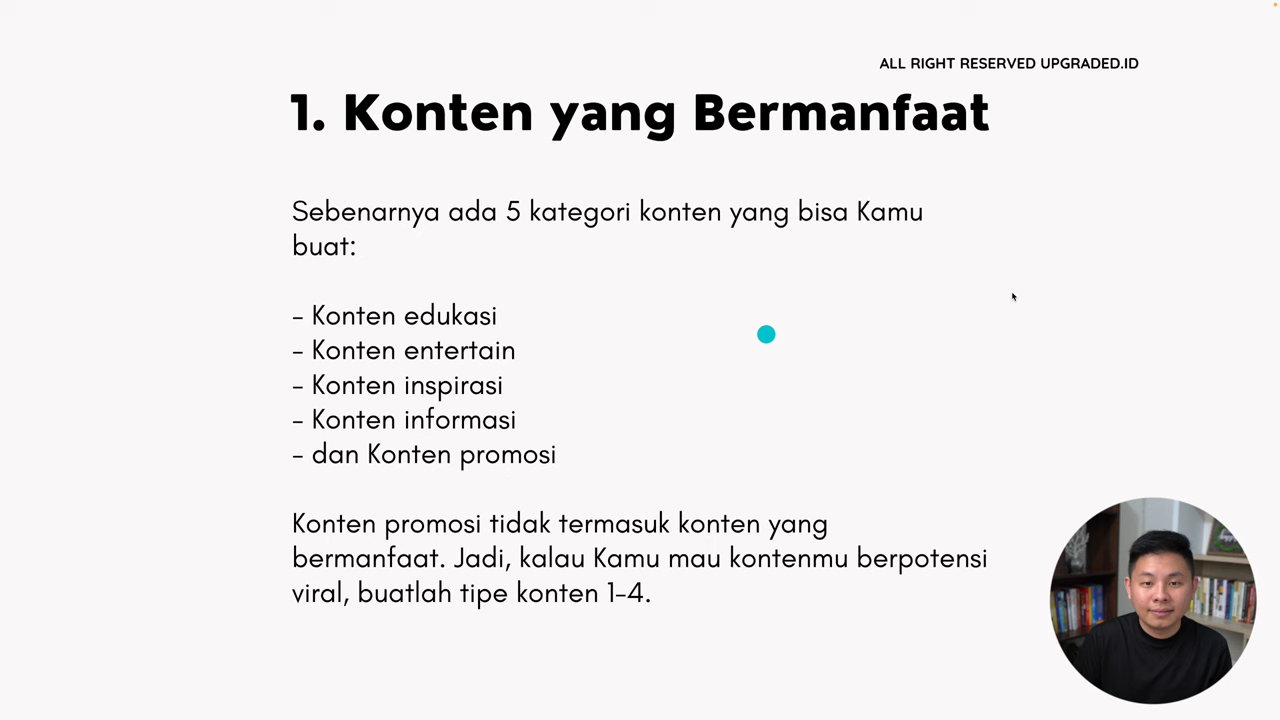 ALL RIGHT RESERVED UPGRADED.ID
1. Konten yang Bermanfaat
Sebenarnya ada 5 kategori konten yang bisa Kamu
buat:
- Konten edukasi
- Konten entertain
- Konten inspirasi
- Konten informasi
- dan Konten promosi
Konten promosi tidak termasuk konten yang
bermanfaat. Jadi, kalau Kamu mau kontenmu berpotensi
viral, buatlah tipe konten 1-4.